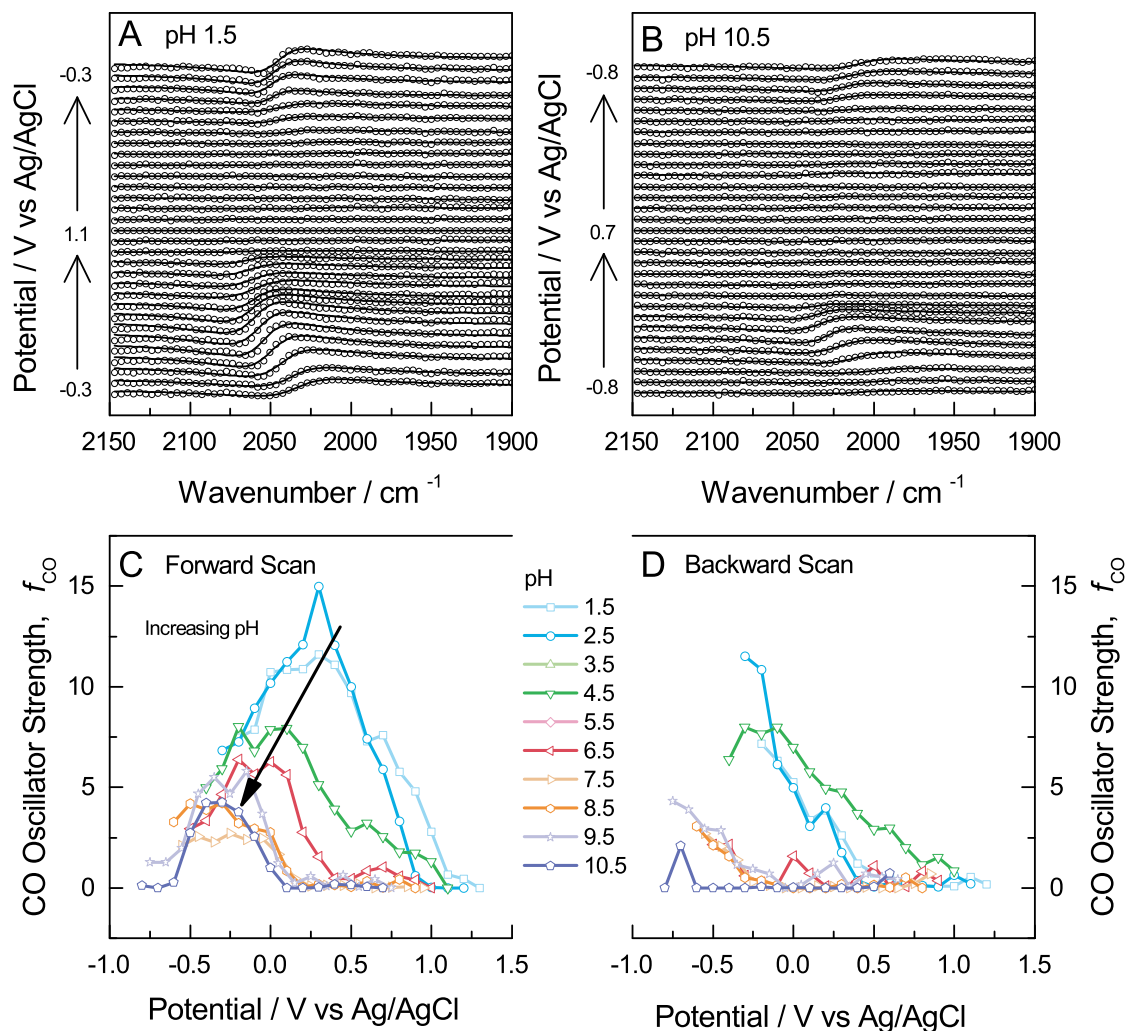 A pH 1.5
Potential / V vs Ag/AgCl
-0.3
1.1
-0.3
2150 2100 2050 2000 1950 1900
Wavenumber / cm⁻¹
B pH 10.5
Potential / V vs Ag/AgCl
-0.8
0.7
-0.8
2150 2100 2050 2000 1950 1900
Wavenumber / cm⁻¹
C Forward Scan
Increasing pH
CO Oscillator Strength, f_CO
15
10
5
0
-1.0 -0.5 0.0 0.5 1.0 1.5
Potential / V vs Ag/AgCl
pH
1.5
2.5
3.5
4.5
5.5
6.5
7.5
8.5
9.5
10.5
D Backward Scan
15
10
5
0
CO Oscillator Strength, f_CO
-1.0 -0.5 0.0 0.5 1.0 1.5
Potential / V vs Ag/AgCl